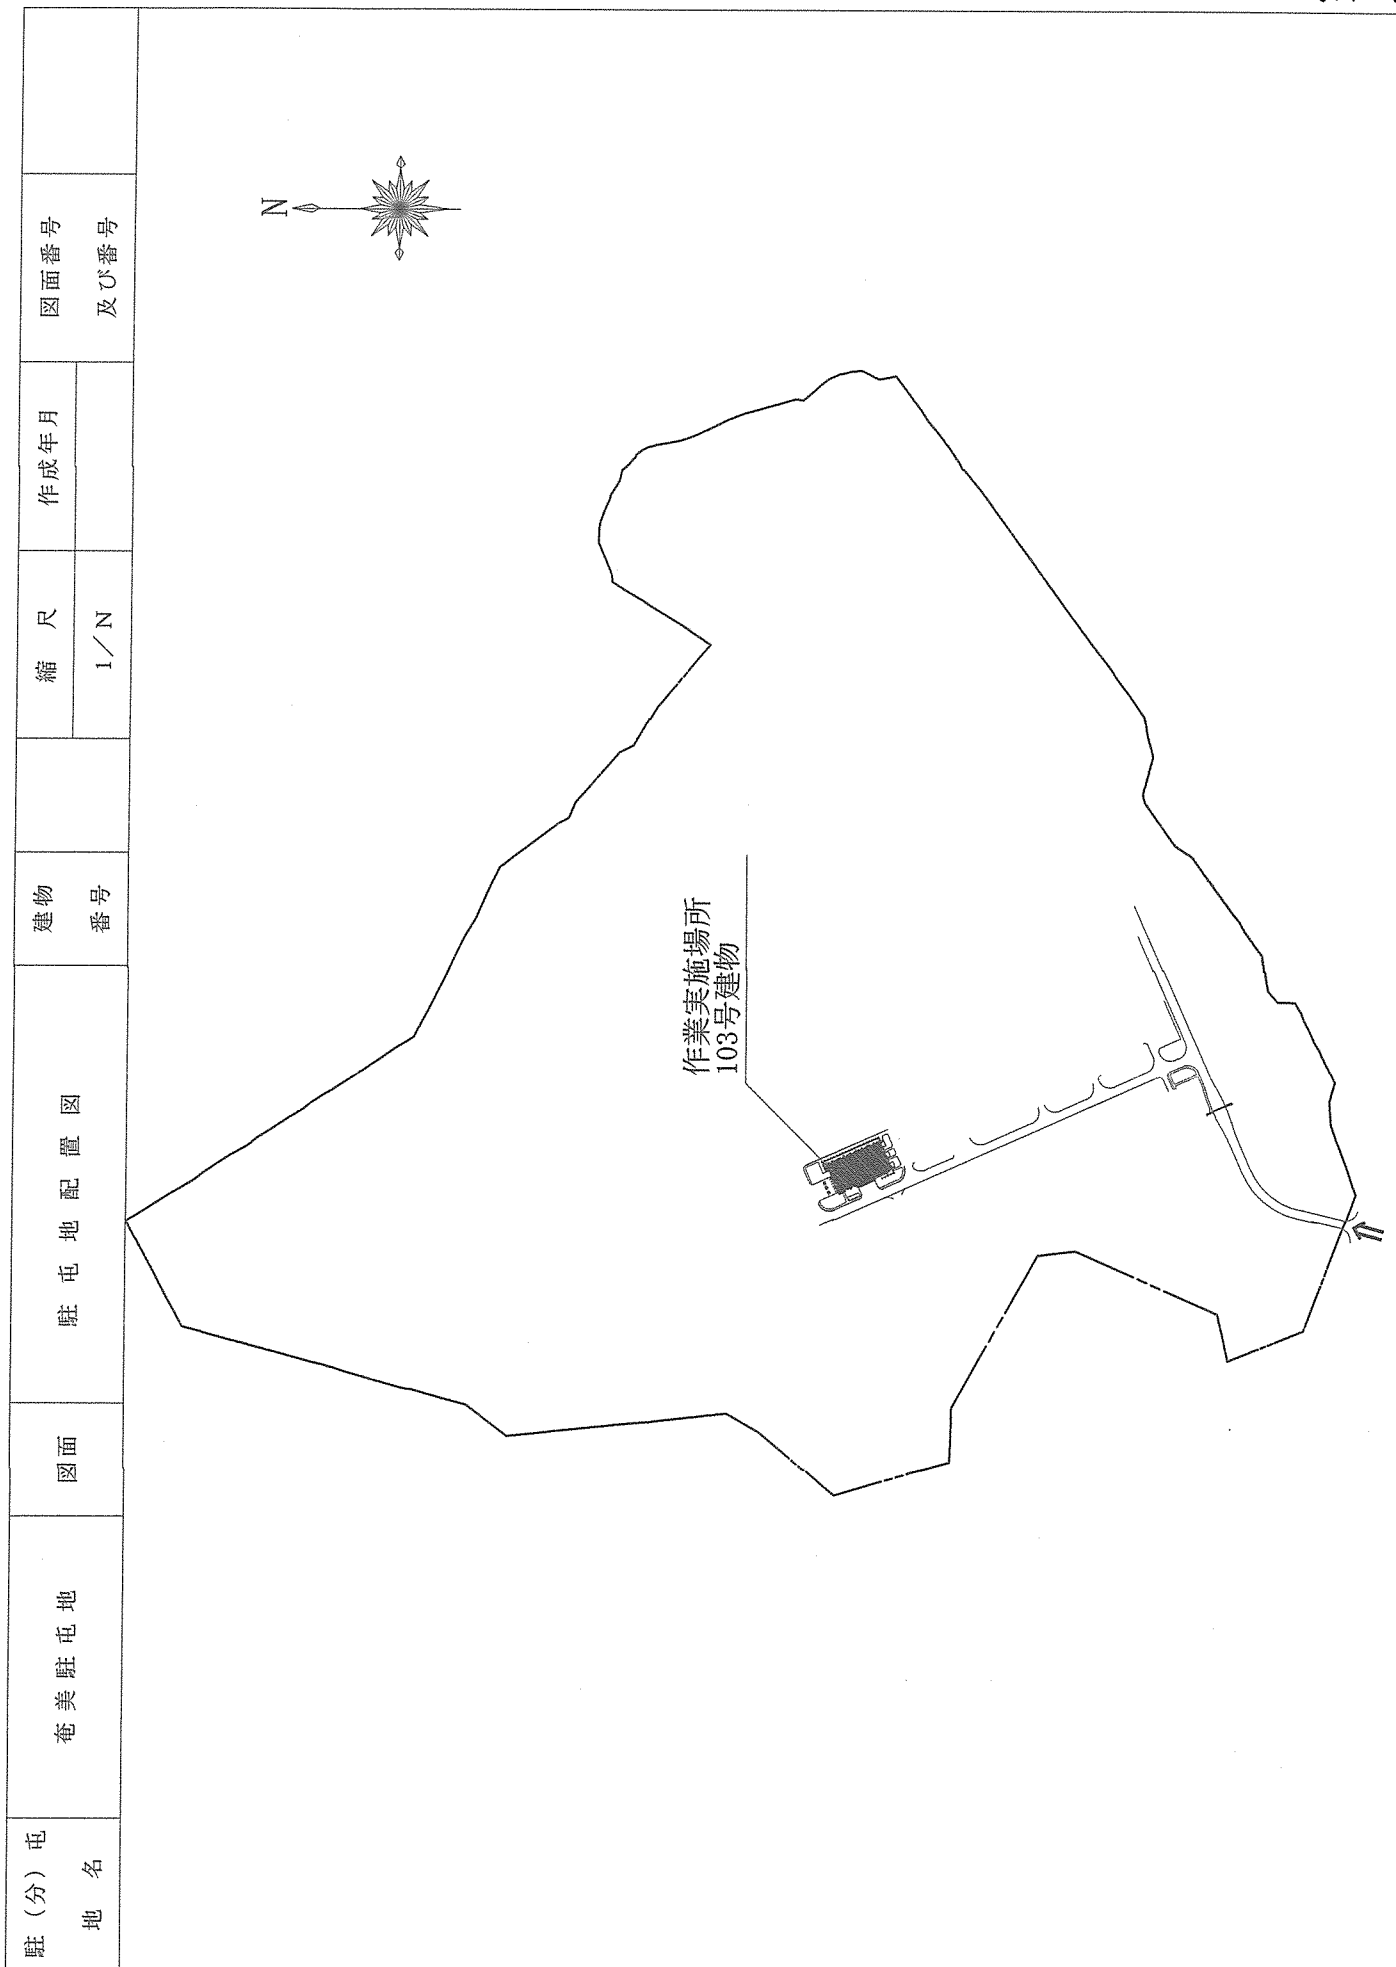 駐（分）屯
地　名
奄美駐屯地
図面
駐屯地配置図
建物
番号
縮　尺
1／N
作成年月
図面番号
及び番号
N
作業実施場所
103号建物